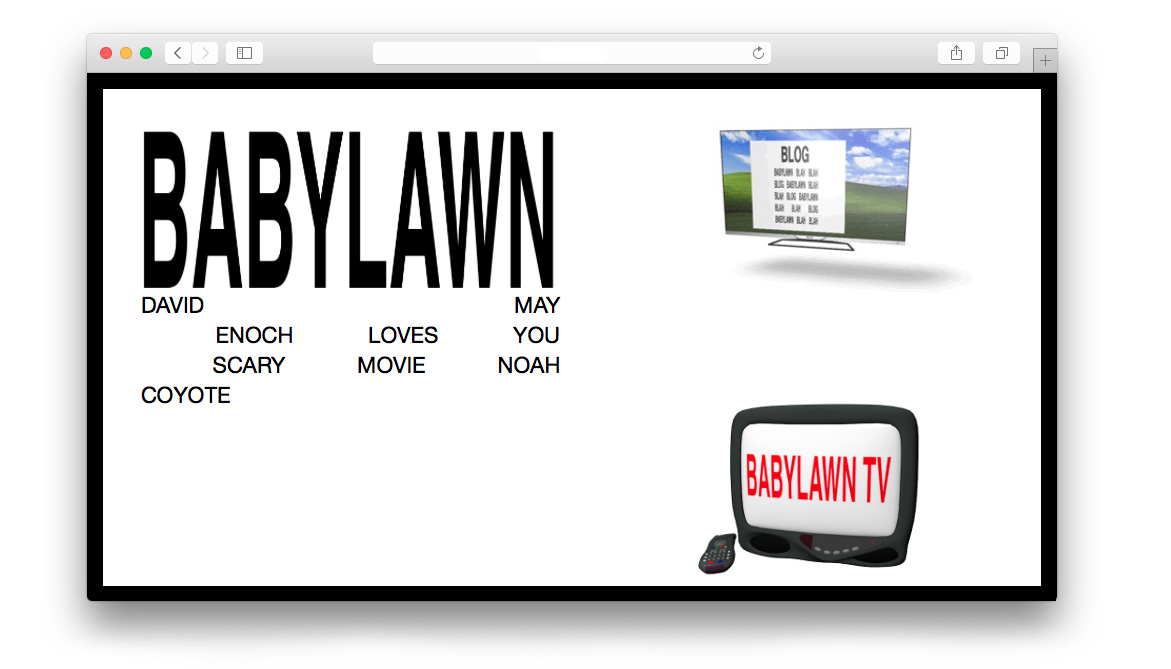 BABYLAWN
DAVID MAY
ENOCH LOVES YOU
SCARY MOVIE NOAH
COYOTE
BLOG
BABYLAWN BLAH BLAH
BLOG BABYLAWN BLAH
BLAH BLOG BABYLAWN
BLAH BLAH BLOG
BABYLAWN BLAH BLAH
BABYLAWN TV